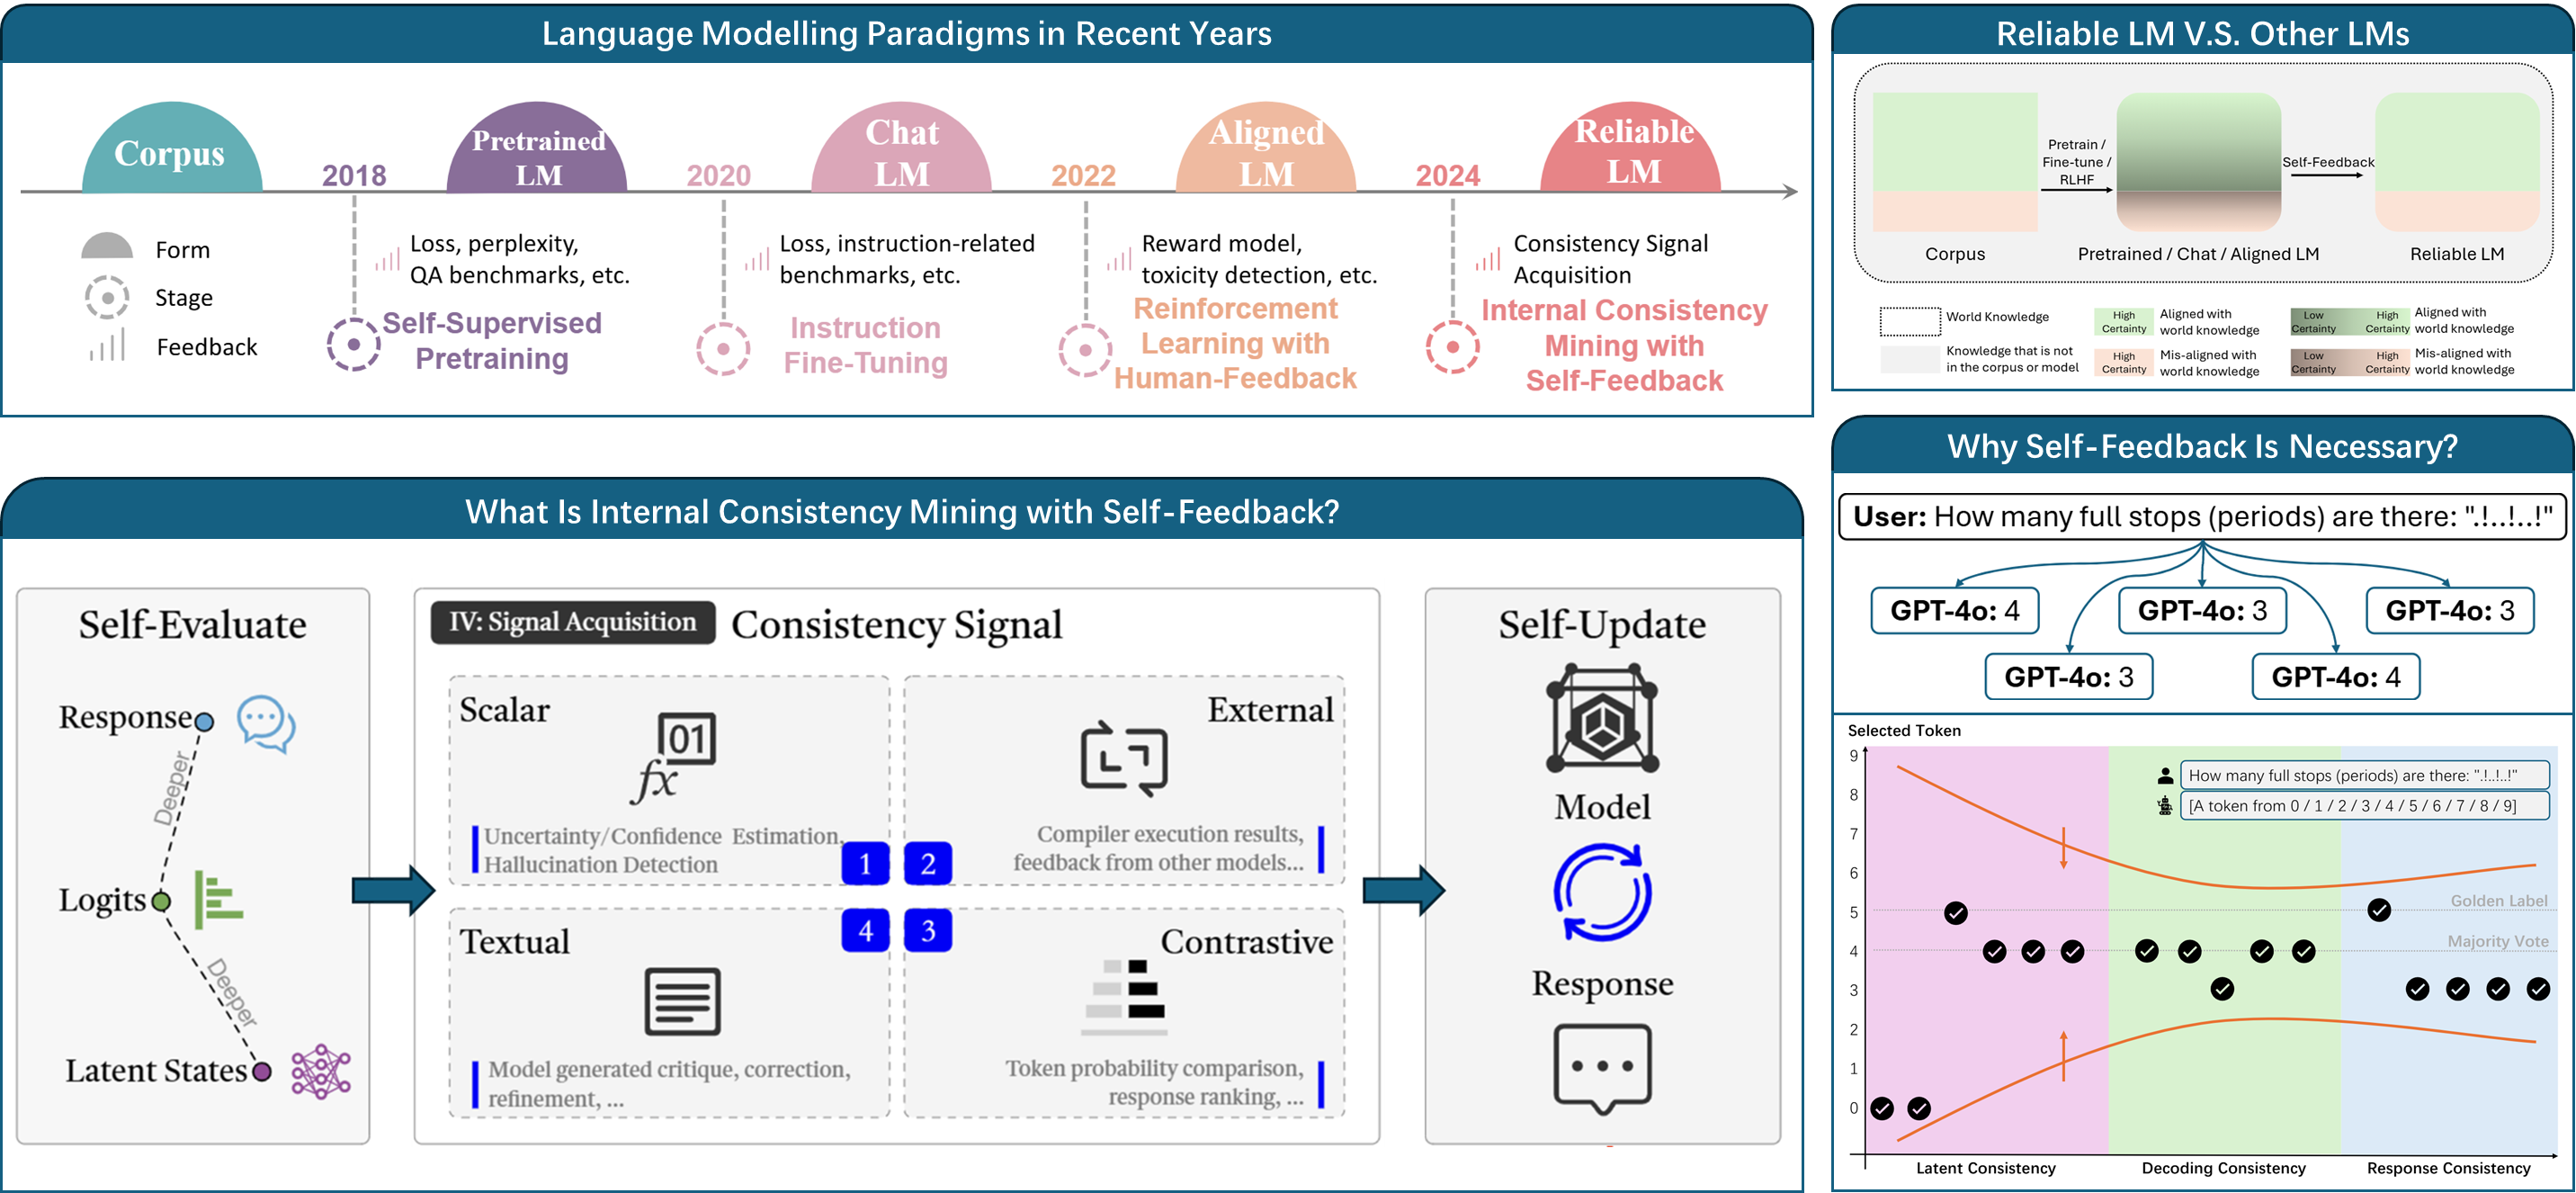 Language Modelling Paradigms in Recent Years
Corpus
2018
Pretrained
LM
2020
Chat
LM
2022
Aligned
LM
2024
Reliable
LM
Form
Stage
Feedback
Loss, perplexity,
QA benchmarks, etc.
Self-Supervised
Pretraining
Loss, instruction-related
benchmarks, etc.
Instruction
Fine-Tuning
Reward model,
toxicity detection, etc.
Reinforcement
Learning with
Human-Feedback
Consistency Signal
Acquisition
Internal Consistency
Mining with
Self-Feedback
Reliable LM V.S. Other LMs
Pretrain /
Fine-tune /
RLHF
Self-Feedback
Corpus
Pretrained / Chat / Aligned LM
Reliable LM
World Knowledge
Knowledge that is not
in the corpus or model
High
Certainty
Aligned with
world knowledge
High
Certainty
Mis-aligned with
world knowledge
Low
Certainty
High
Certainty
Aligned with
world knowledge
Low
Certainty
High
Certainty
Mis-aligned with
world knowledge
What Is Internal Consistency Mining with Self-Feedback?
Self-Evaluate
Response
Deeper
Logits
Deeper
Latent States
IV: Signal Acquisition
Consistency Signal
Scalar
01
fx
Uncertainty/Confidence Estimation,
Hallucination Detection
1
External
Compiler execution results,
feedback from other models...
2
Textual
Model generated critique, correction,
refinement, ...
4
Contrastive
Token probability comparison,
response ranking, ...
3
Self-Update
Model
Response
Why Self-Feedback Is Necessary?
User: How many full stops (periods) are there: ".!..!..!"
GPT-4o: 4
GPT-4o: 3
GPT-4o: 3
GPT-4o: 3
GPT-4o: 4
Selected Token
9
8
7
6
5
4
3
2
1
0
How many full stops (periods) are there: ".!..!..!"
[A token from 0 / 1 / 2 / 3 / 4 / 5 / 6 / 7 / 8 / 9]
Golden Label
Majority Vote
Latent Consistency
Decoding Consistency
Response Consistency